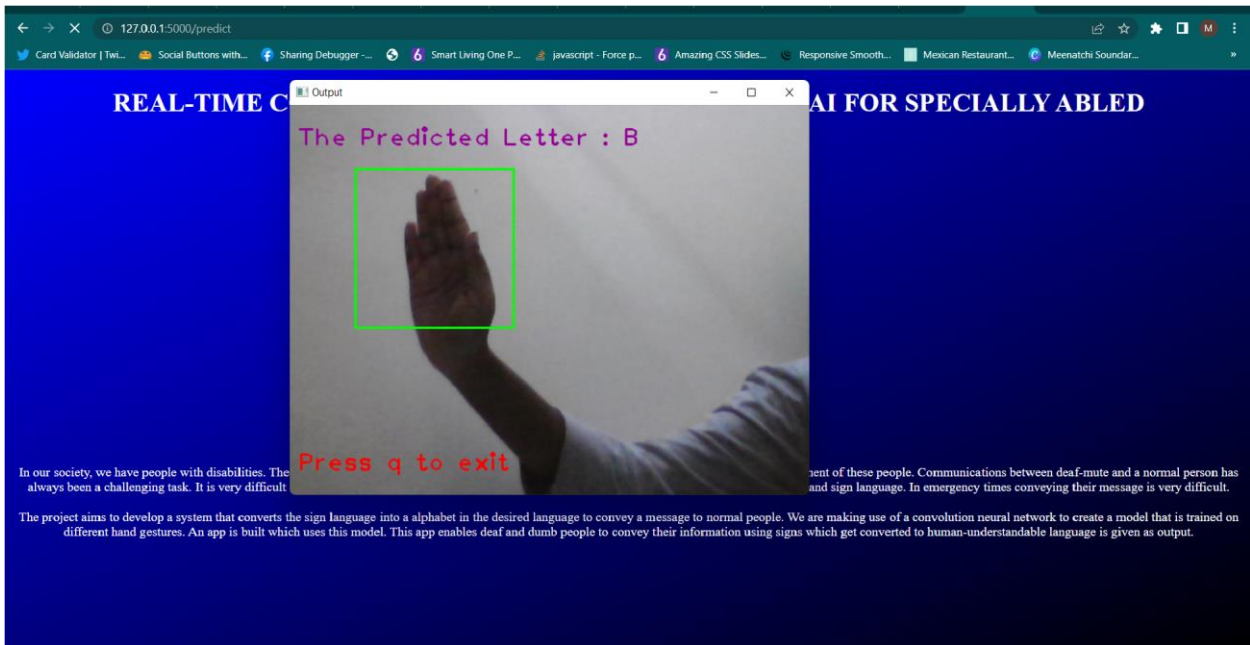 127.0.0.1:5000/predict
M
Card Validator | Twi... Social Buttons with... Sharing Debugger -... Smart Living One P... javascript - Force p... Amazing CSS Slides... Responsive Smooth... Mexican Restaurant... Meenatchi Soundar... »
Output
REAL-TIME C AI FOR SPECIALLY ABLED
The Predicted Letter : B
Press q to exit
In our society, we have people with disabilities. The nent of these people. Communications between deaf-mute and a normal person has
always been a challenging task. It is very difficult and sign language. In emergency times conveying their message is very difficult.
The project aims to develop a system that converts the sign language into a alphabet in the desired language to convey a message to normal people. We are making use of a convolution neural network to create a model that is trained on
different hand gestures. An app is built which uses this model. This app enables deaf and dumb people to convey their information using signs which get converted to human-understandable language is given as output.